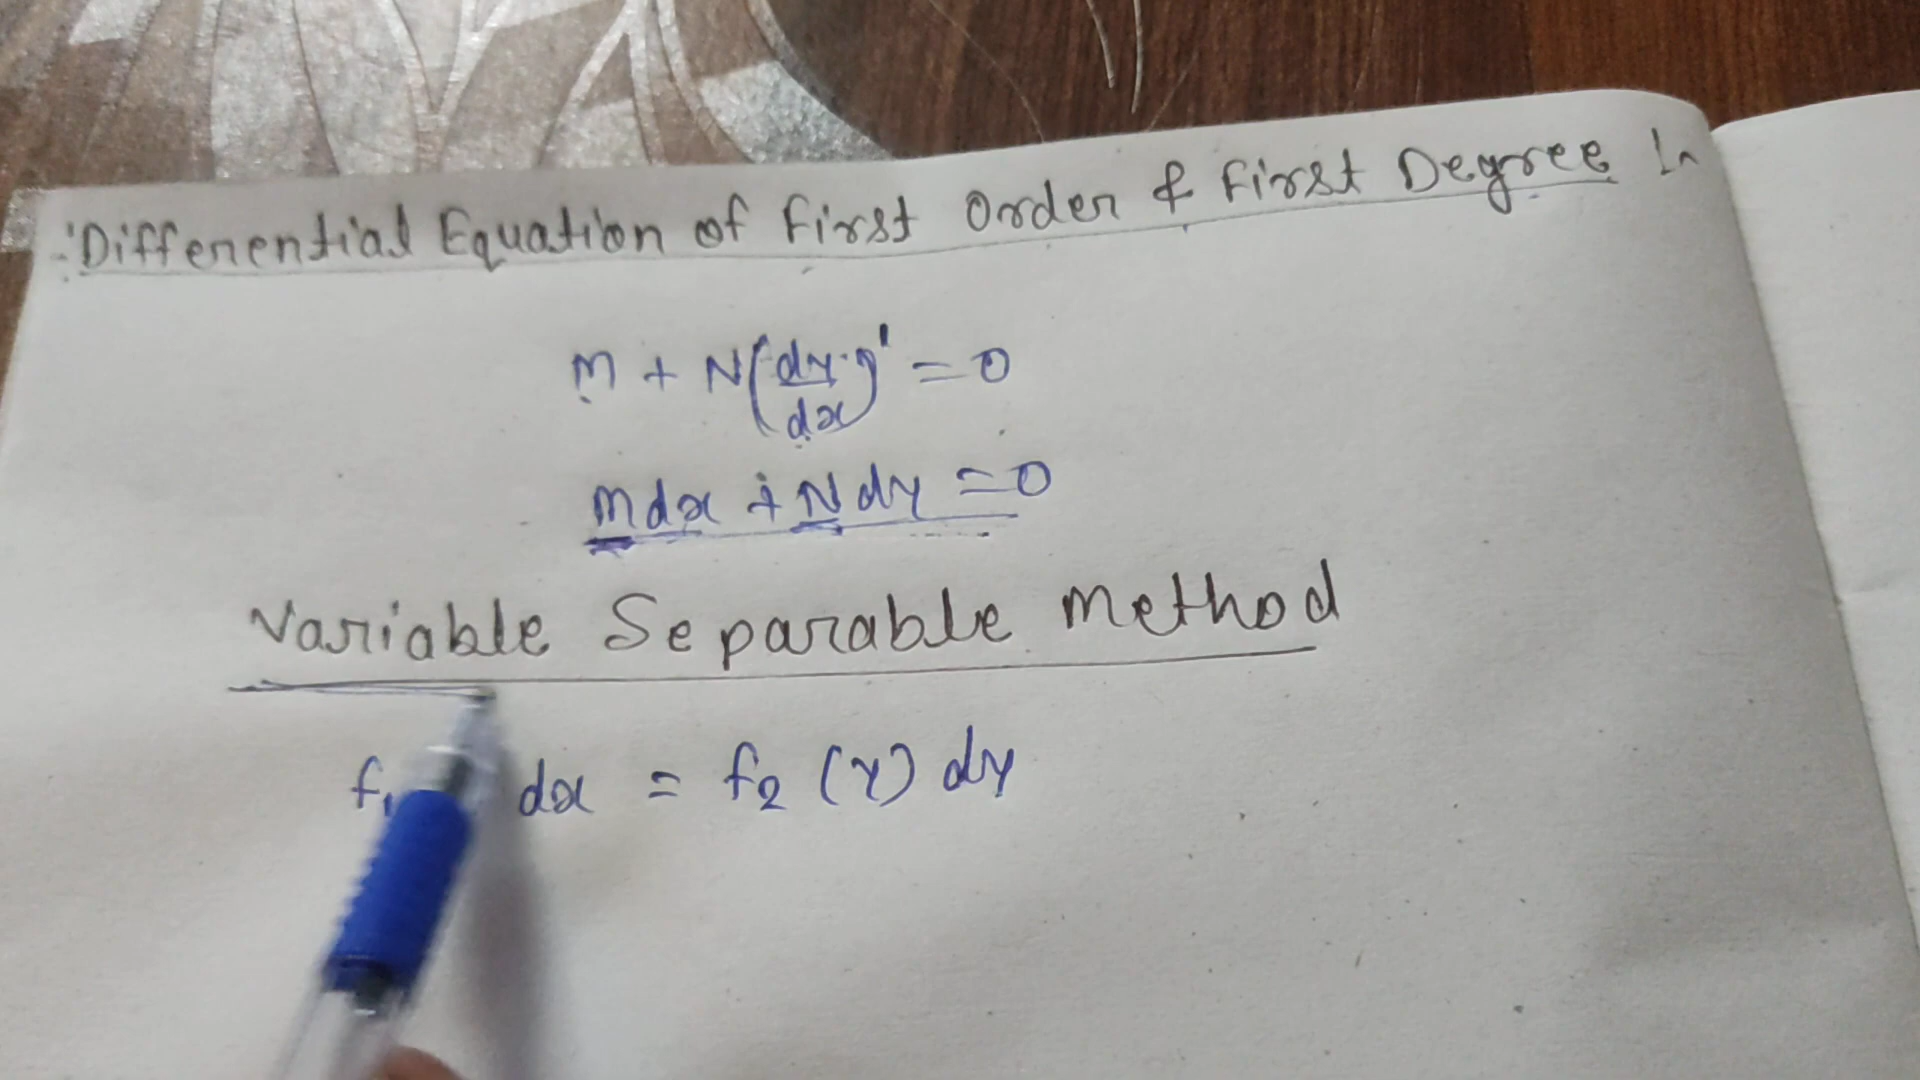 :Differential Equation of First Order & First Degree In
M + N(dy/dx)' = 0
Mdx + Ndy = 0
Variable Separable Method
f₁ dx = f₂ (y) dy